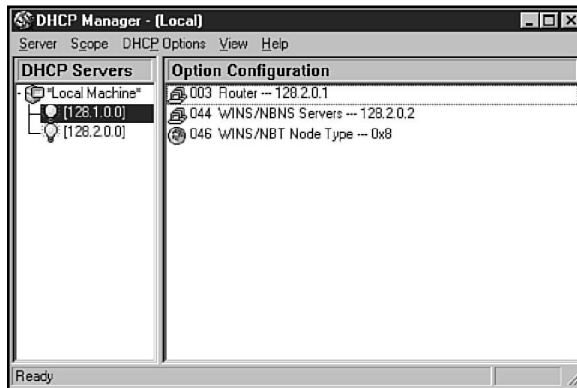 DHCP Manager - (Local)
Server Scope DHCP Options View Help
DHCP Servers
"Local Machine"
[128.1.0.0]
[128.2.0.0]
Option Configuration
003 Router --- 128.2.0.1
044 WINS/NBNS Servers --- 128.2.0.2
046 WINS/NBT Node Type --- 0x8
Ready